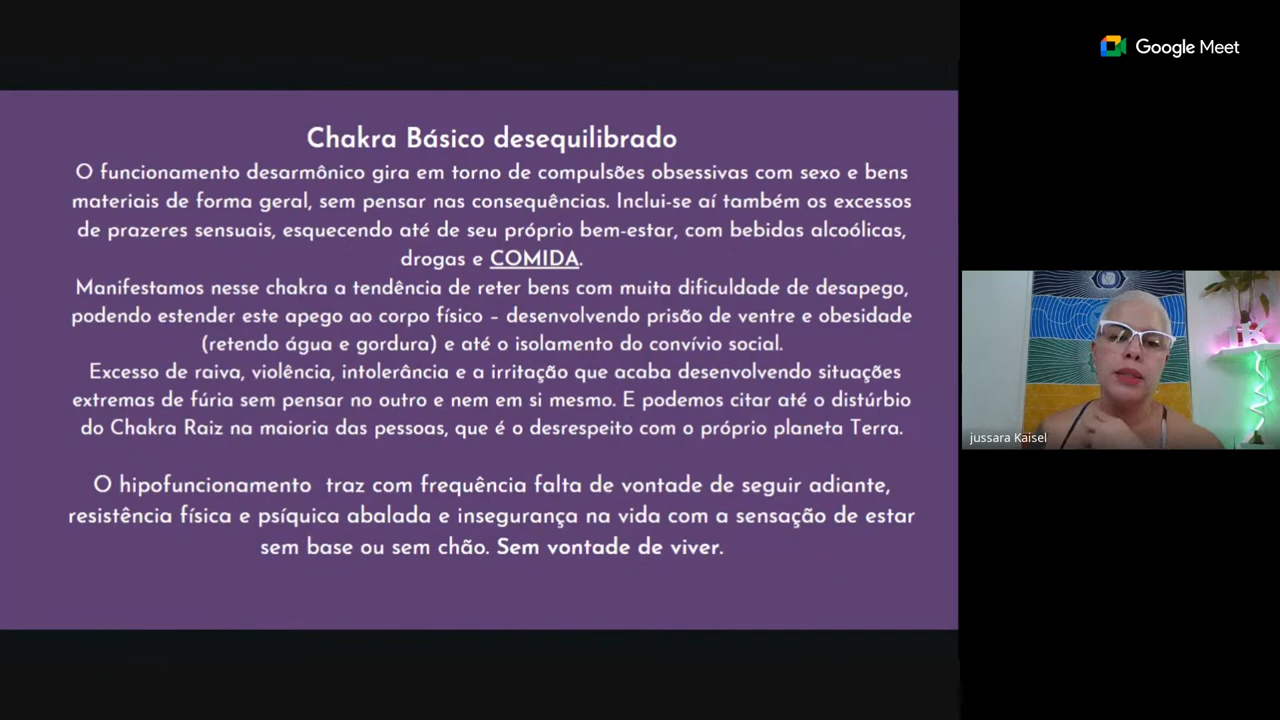 Google Meet
Chakra Básico desequilibrado
O funcionamento desarmônico gira em torno de compulsões obsessivas com sexo e bens
materiais de forma geral, sem pensar nas consequências. Inclui-se aí também os excessos
de prazeres sensuais, esquecendo até de seu próprio bem-estar, com bebidas alcoólicas,
drogas e COMIDA.
Manifestamos nesse chakra a tendência de reter bens com muita dificuldade de desapego,
podendo estender este apego ao corpo físico – desenvolvendo prisão de ventre e obesidade
(retendo água e gordura) e até o isolamento do convívio social.
Excesso de raiva, violência, intolerância e a irritação que acaba desenvolvendo situações
extremas de fúria sem pensar no outro e nem em si mesmo. E podemos citar até o distúrbio
do Chakra Raiz na maioria das pessoas, que é o desrespeito com o próprio planeta Terra.
O hipofuncionamento traz com frequência falta de vontade de seguir adiante,
resistência física e psíquica abalada e insegurança na vida com a sensação de estar
sem base ou sem chão. Sem vontade de viver.
jussara Kaisel